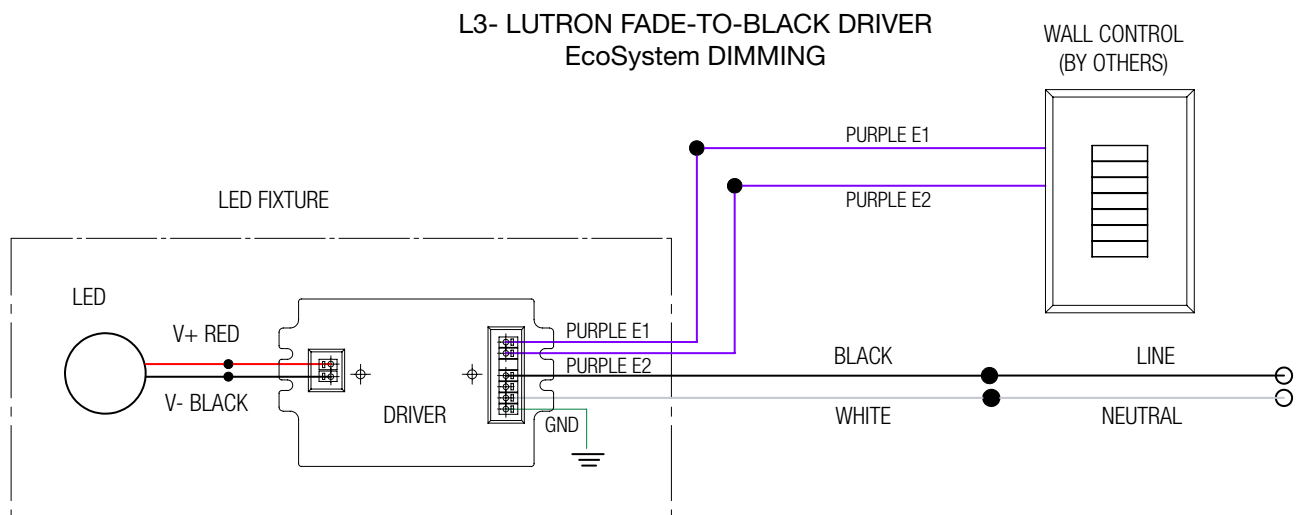 L3- LUTRON FADE-TO-BLACK DRIVER
EcoSystem DIMMING
WALL CONTROL
(BY OTHERS)
PURPLE E1
PURPLE E2
LED FIXTURE
LED
V+ RED
V- BLACK
DRIVER
PURPLE E1
PURPLE E2
GND
BLACK
LINE
WHITE
NEUTRAL